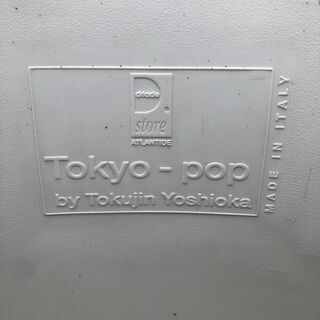 D.
driade
store
ATLANTIDE
Tokyo - pop
by Tokujin Yoshioka
MADE IN ITALY